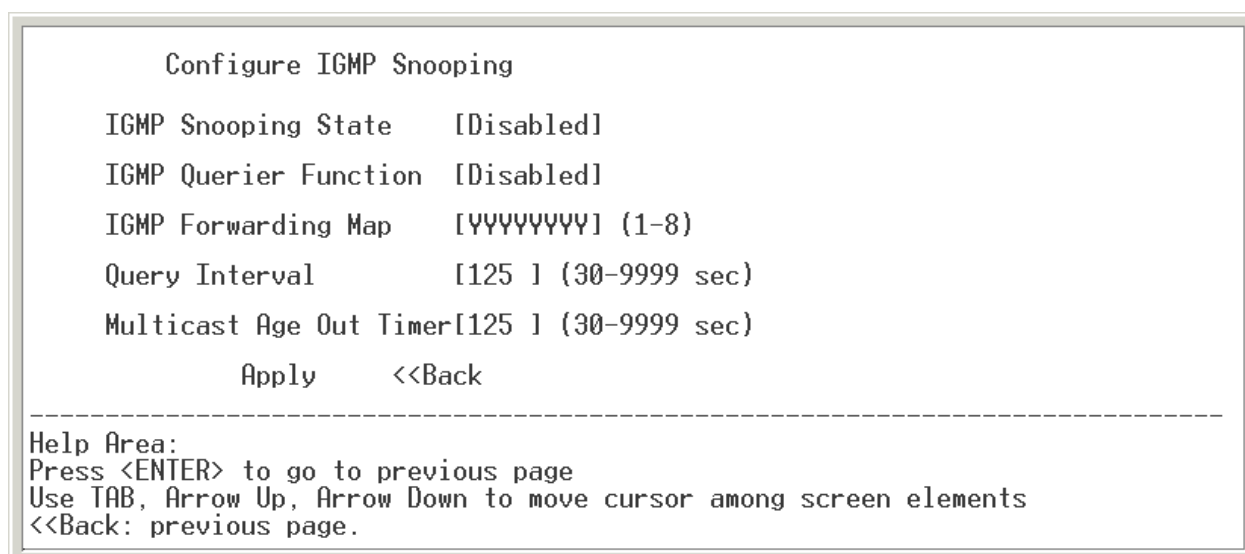 Configure IGMP Snooping
IGMP Snooping State [Disabled]
IGMP Querier Function [Disabled]
IGMP Forwarding Map [YYYYYYYY] (1-8)
Query Interval [125 ] (30-9999 sec)
Multicast Age Out Timer[125 ] (30-9999 sec)
Apply <<Back
--------------------------------------------------------------------------------
Help Area:
Press <ENTER> to go to previous page
Use TAB, Arrow Up, Arrow Down to move cursor among screen elements
<<Back: previous page.